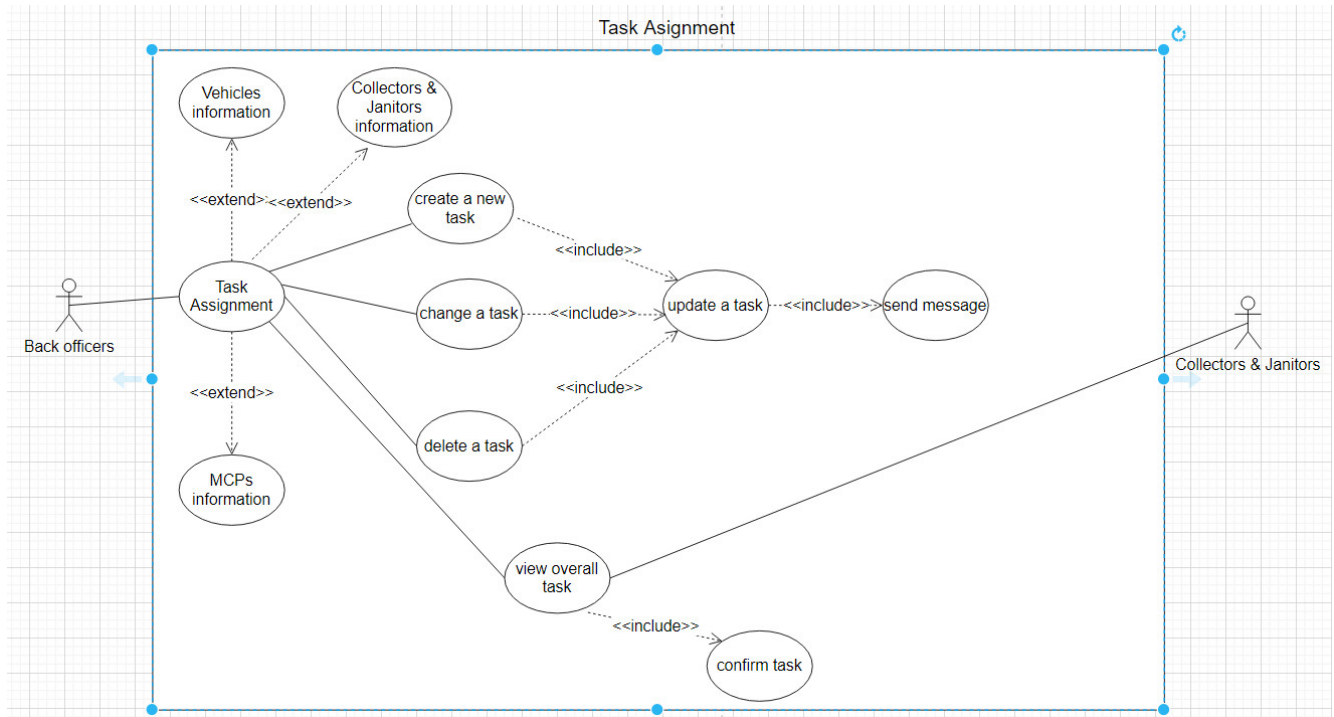 Task Asignment
Vehicles
information
Collectors &
Janitors
information
<<extend>>
<<extend>>
create a new
task
<<include>>
Task
Assignment
change a task
<<include>>
update a task
<<include>>
send message
Back officers
Collectors & Janitors
<<extend>>
<<include>>
delete a task
MCPs
information
view overall
task
<<include>>
confirm task